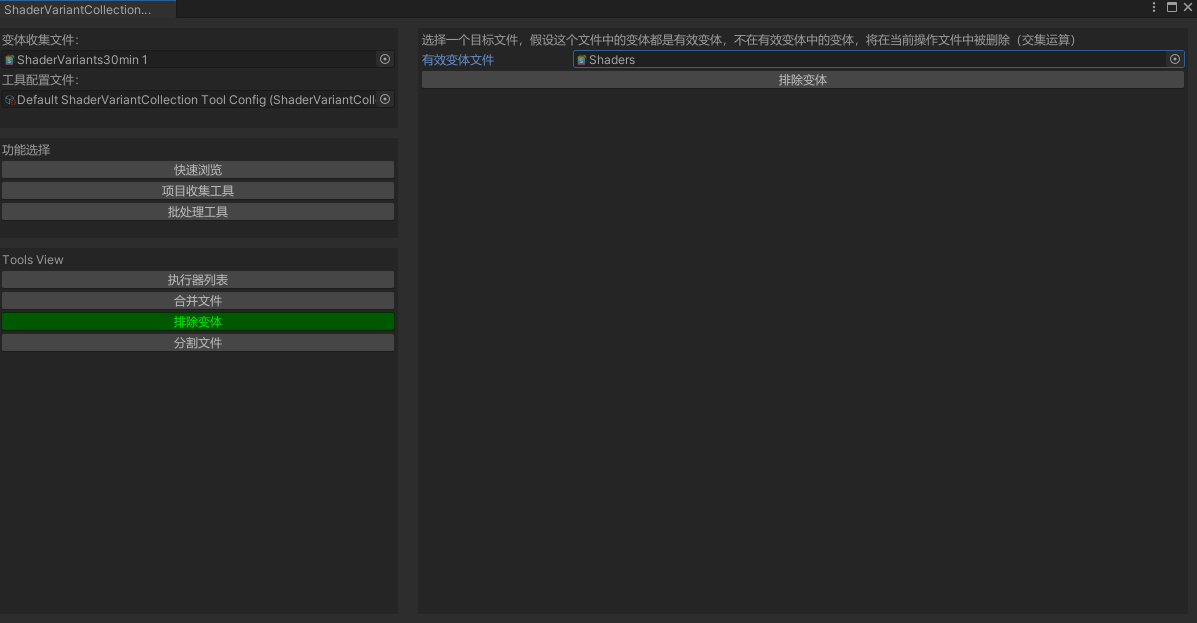 ShaderVariantCollection...
变体收集文件:
ShaderVariants30min 1
工具配置文件:
Default ShaderVariantCollection Tool Config (ShaderVariantColl
功能选择
快速浏览
项目收集工具
批处理工具
Tools View
执行器列表
合并文件
排除变体
分割文件
选择一个目标文件，假设这个文件中的变体都是有效变体，不在有效变体中的变体，将在当前操作文件中被删除（交集运算）
有效变体文件
Shaders
排除变体